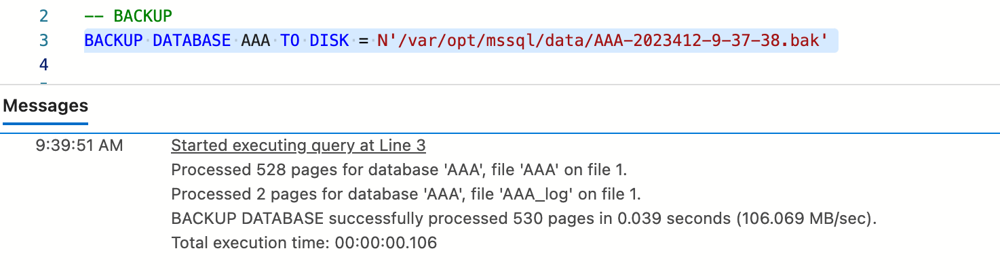 2 -- BACKUP
3 BACKUP DATABASE AAA TO DISK = N'/var/opt/mssql/data/AAA-2023412-9-37-38.bak'
4
Messages
9:39:51 AM Started executing query at Line 3
Processed 528 pages for database 'AAA', file 'AAA' on file 1.
Processed 2 pages for database 'AAA', file 'AAA_log' on file 1.
BACKUP DATABASE successfully processed 530 pages in 0.039 seconds (106.069 MB/sec).
Total execution time: 00:00:00.106